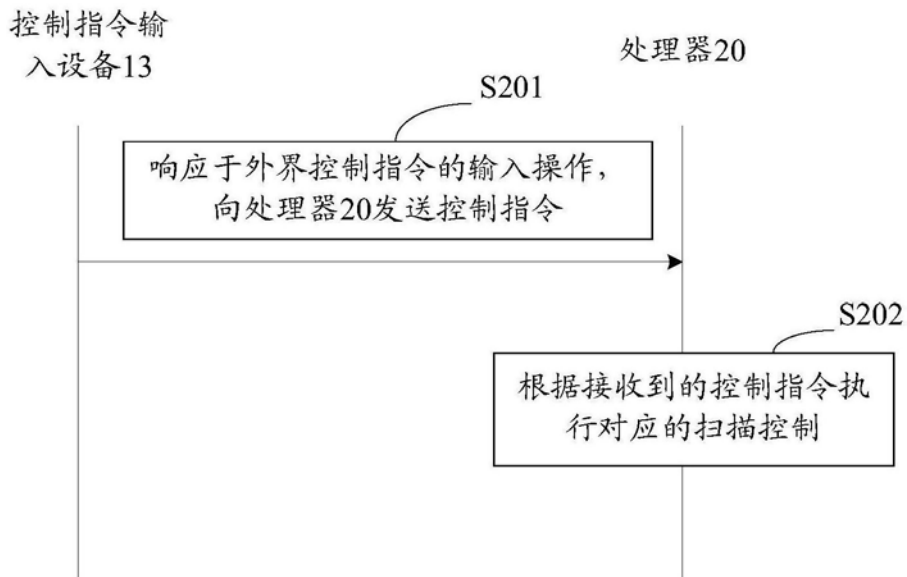 控制指令输
入设备13
处理器20
S201
响应于外界控制指令的输入操作，
向处理器20发送控制指令
S202
根据接收到的控制指令执
行对应的扫描控制